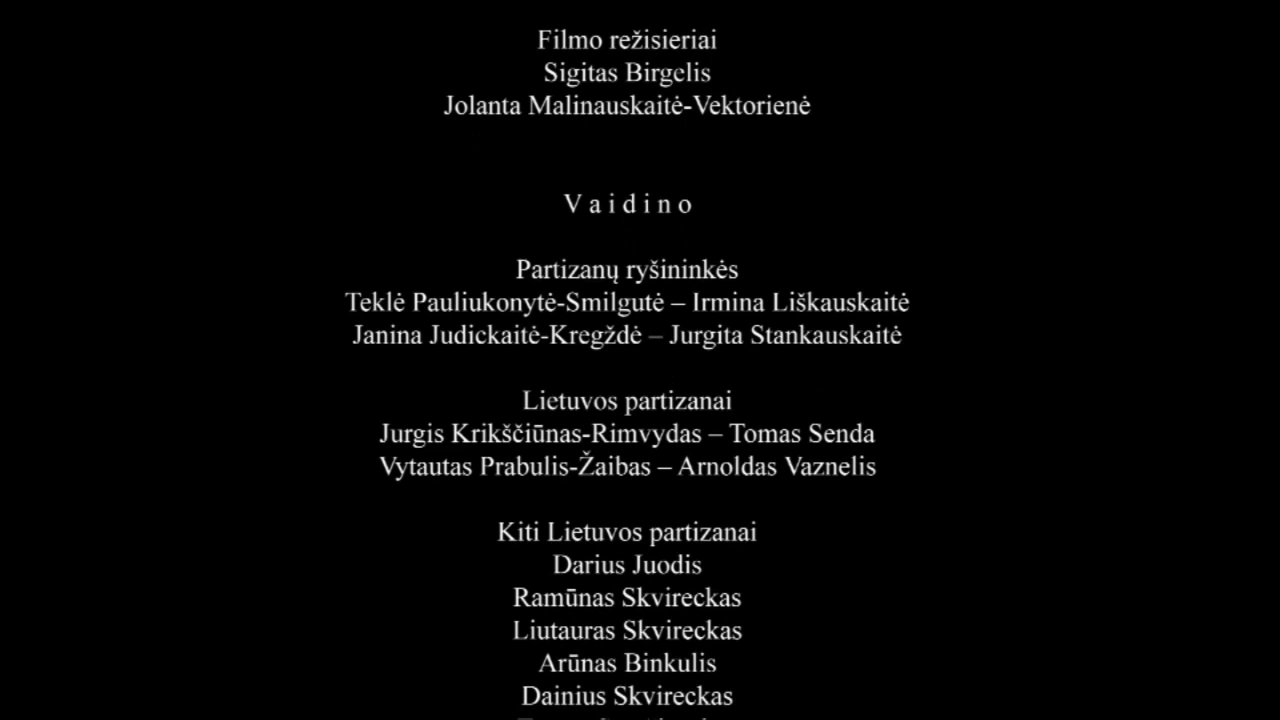 Filmo režisieriai
Sigitas Birgelis
Jolanta Malinauskaitė-Vektorienė
V a i d i n o
Partizanų ryšininkės
Teklė Pauliukonytė-Smilgutė – Irmina Liškauskaitė
Janina Judickaitė-Kregždė – Jurgita Stankauskaitė
Lietuvos partizanai
Jurgis Krikščiūnas-Rimvydas – Tomas Senda
Vytautas Prabulis-Žaibas – Arnoldas Vaznelis
Kiti Lietuvos partizanai
Darius Juodis
Ramūnas Skvireckas
Liutauras Skvireckas
Arūnas Binkulis
Dainius Skvireckas